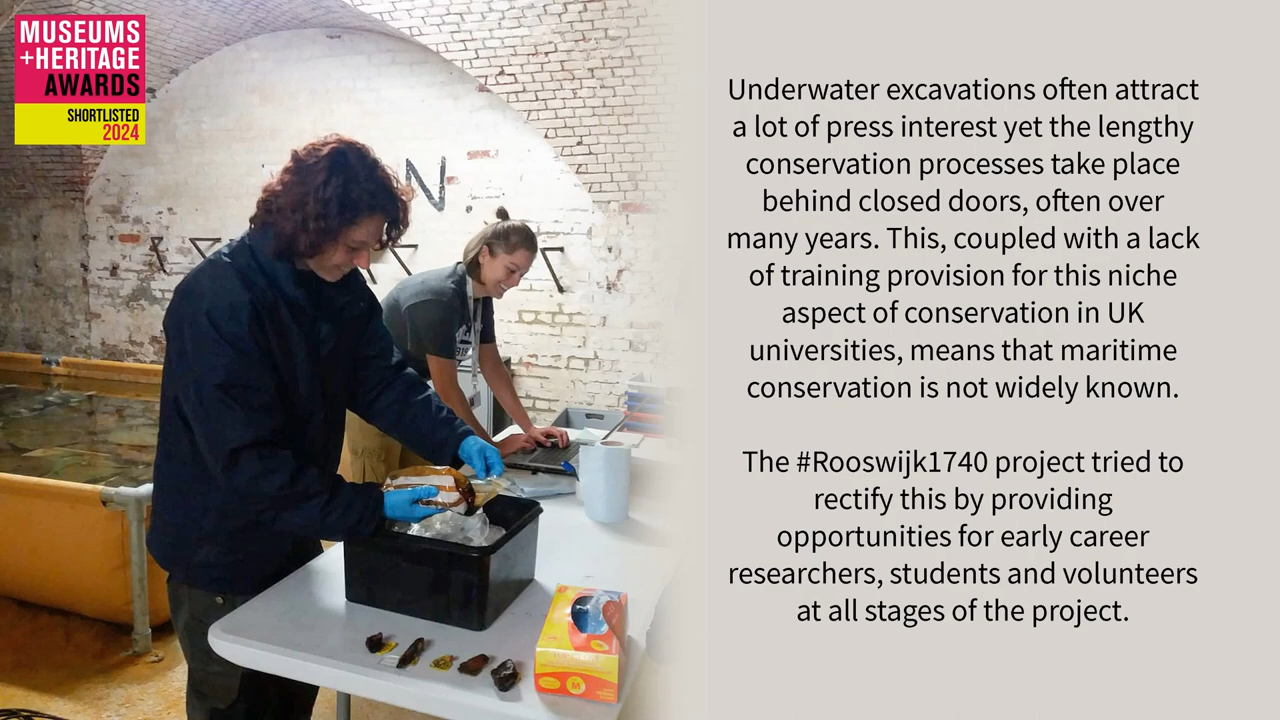 MUSEUMS
+HERITAGE
AWARDS
SHORTLISTED
2024
N.
Underwater excavations often attract
a lot of press interest yet the lengthy
conservation processes take place
behind closed doors, often over
many years. This, coupled with a lack
of training provision for this niche
aspect of conservation in UK
universities, means that maritime
conservation is not widely known.
The #Rooswijk1740 project tried to
rectify this by providing
opportunities for early career
researchers, students and volunteers
at all stages of the project.
M